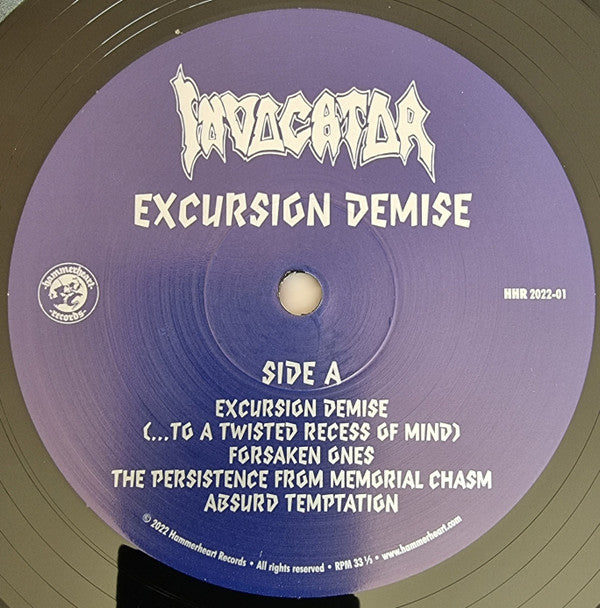 INVOCATOR
EXCURSION DEMISE
hammerheart
records
HHR 2022-01
SIDE A
EXCURSION DEMISE
(...TO A TWISTED RECESS OF MIND)
FORSAKEN ONES
THE PERSISTENCE FROM MEMORIAL CHASM
ABSURD TEMPTATION
© 2022 Hammerheart Records • All rights reserved • RPM 33 ⅓ • www.hammerheart.com